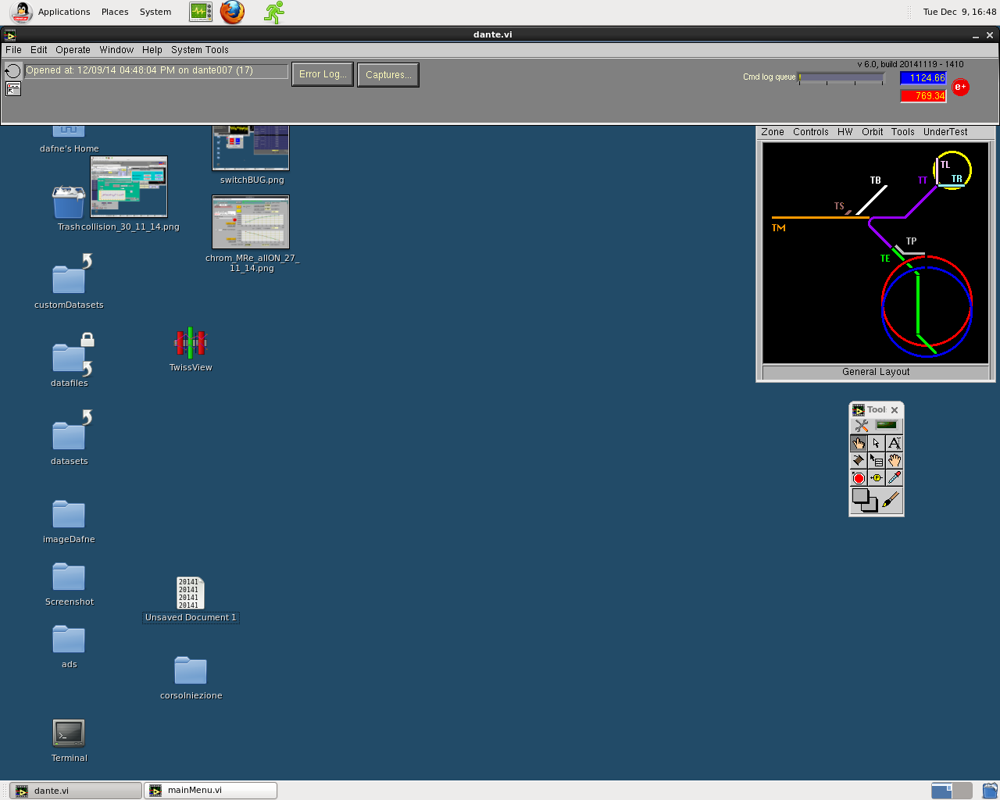 Applications Places System
Tue Dec 9, 16:48
dante.vi
File Edit Operate Window Help System Tools
Opened at: 12/09/14 04:48:04 PM on dante007 (17)
Error Log...
Captures...
v 6.0, build 20141119 - 1410
Cmd log queue
1124.66
769.34
e+
dafne's Home
switchBUG.png
Trash
collision_30_11_14.png
chrom_MRe_allON_27_
11_14.png
customDatasets
datafiles
TwissView
datasets
imageDafne
Screenshot
20141
20141
20141
20141
Unsaved Document 1
ads
corsoIniezione
Terminal
Zone Controls HW Orbit Tools UnderTest
TL
TR
TT
TB
TS
TM
TP
TE
General Layout
Tool:
A
P
dante.vi
mainMenu.vi